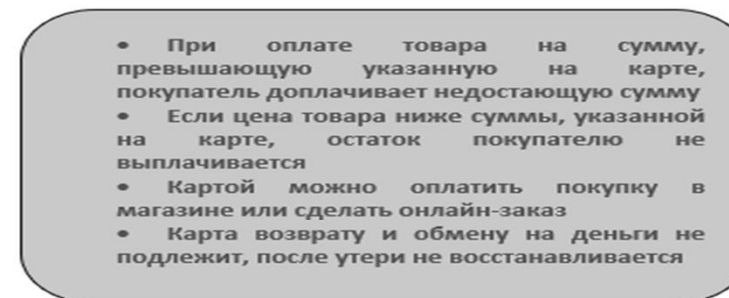 • При оплате товара на сумму,
превышающую указанную на карте,
покупатель доплачивает недостающую сумму
• Если цена товара ниже суммы, указанной
на карте, остаток покупателю не
выплачивается
• Картой можно оплатить покупку в
магазине или сделать онлайн-заказ
• Карта возврату и обмену на деньги не
подлежит, после утери не восстанавливается